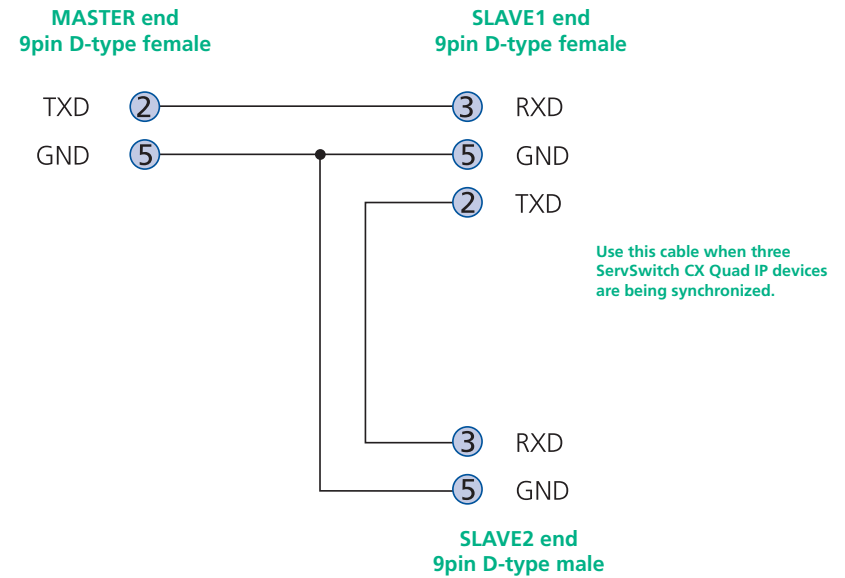 MASTER end
9pin D-type female
SLAVE1 end
9pin D-type female
TXD 2 3 RXD
GND 5 5 GND
2 TXD
Use this cable when three
ServSwitch CX Quad IP devices
are being synchronized.
3 RXD
5 GND
SLAVE2 end
9pin D-type male